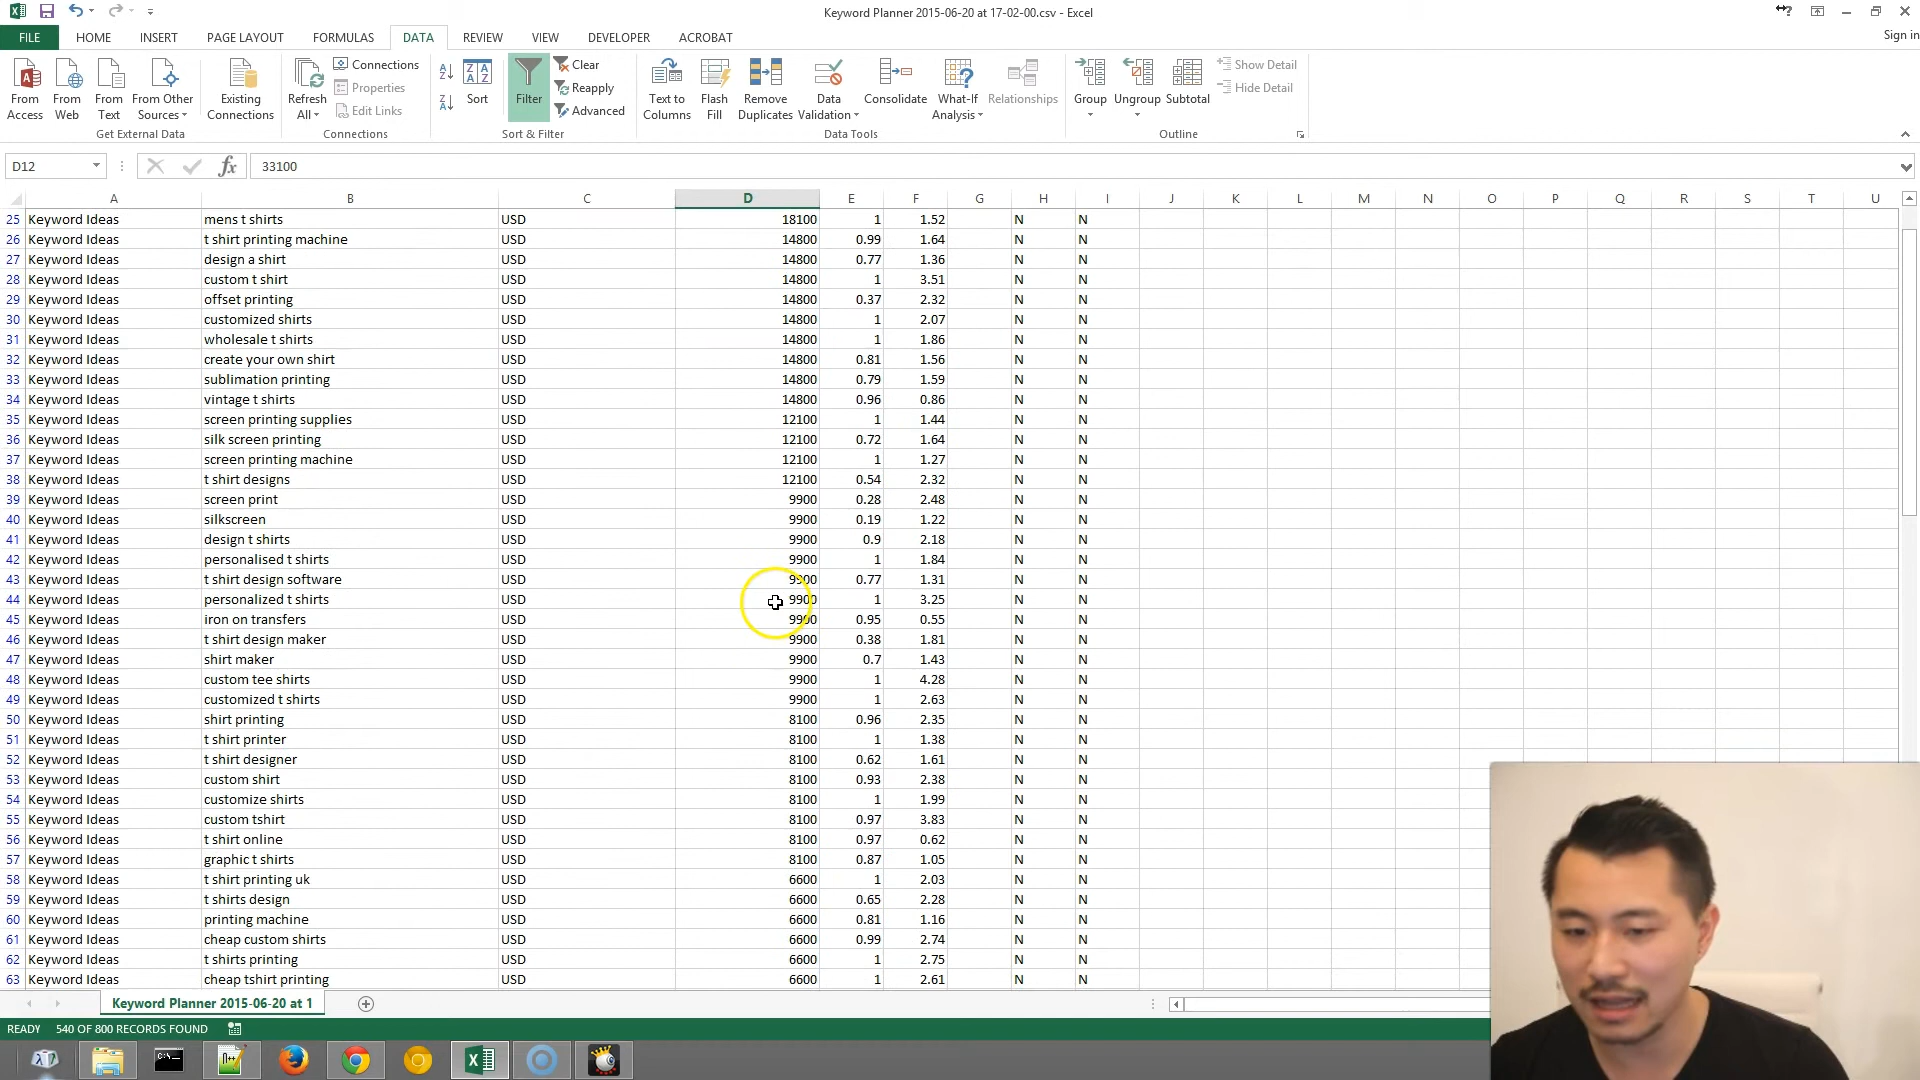 Keyword Planner 2015-06-20 at 17-02-00.csv - Excel
Sign in
FILE HOME INSERT PAGE LAYOUT FORMULAS DATA REVIEW VIEW DEVELOPER ACROBAT
From Access
From Web
From Text
From Other Sources
Get External Data
Existing Connections
Refresh All
Connections
Properties
Edit Links
Connections
Sort
Filter
Clear
Reapply
Advanced
Sort & Filter
Text to Columns
Flash Fill
Remove Duplicates
Data Validation
Consolidate
What-If Analysis
Relationships
Data Tools
Group
Ungroup
Subtotal
Show Detail
Hide Detail
Outline
D12 fx 33100
A B C D E F G H I J K L M N O P Q R S T U
25 Keyword Ideas mens t shirts USD 18100 1 1.52 N N
26 Keyword Ideas t shirt printing machine USD 14800 0.99 1.64 N N
27 Keyword Ideas design a shirt USD 14800 0.77 1.36 N N
28 Keyword Ideas custom t shirt USD 14800 1 3.51 N N
29 Keyword Ideas offset printing USD 14800 0.37 2.32 N N
30 Keyword Ideas customized shirts USD 14800 1 2.07 N N
31 Keyword Ideas wholesale t shirts USD 14800 1 1.86 N N
32 Keyword Ideas create your own shirt USD 14800 0.81 1.56 N N
33 Keyword Ideas sublimation printing USD 14800 0.79 1.59 N N
34 Keyword Ideas vintage t shirts USD 14800 0.96 0.86 N N
35 Keyword Ideas screen printing supplies USD 12100 1 1.44 N N
36 Keyword Ideas silk screen printing USD 12100 0.72 1.64 N N
37 Keyword Ideas screen printing machine USD 12100 1 1.27 N N
38 Keyword Ideas t shirt designs USD 12100 0.54 2.32 N N
39 Keyword Ideas screen print USD 9900 0.28 2.48 N N
40 Keyword Ideas silkscreen USD 9900 0.19 1.22 N N
41 Keyword Ideas design t shirts USD 9900 0.9 2.18 N N
42 Keyword Ideas personalised t shirts USD 9900 1 1.84 N N
43 Keyword Ideas t shirt design software USD 9900 0.77 1.31 N N
44 Keyword Ideas personalized t shirts USD 9900 1 3.25 N N
45 Keyword Ideas iron on transfers USD 9900 0.95 0.55 N N
46 Keyword Ideas t shirt design maker USD 9900 0.38 1.81 N N
47 Keyword Ideas shirt maker USD 9900 0.7 1.43 N N
48 Keyword Ideas custom tee shirts USD 9900 1 4.28 N N
49 Keyword Ideas customized t shirts USD 9900 1 2.63 N N
50 Keyword Ideas shirt printing USD 8100 0.96 2.35 N N
51 Keyword Ideas t shirt printer USD 8100 1 1.38 N N
52 Keyword Ideas t shirt designer USD 8100 0.62 1.61 N N
53 Keyword Ideas custom shirt USD 8100 0.93 2.38 N N
54 Keyword Ideas customize shirts USD 8100 1 1.99 N N
55 Keyword Ideas custom tshirt USD 8100 0.97 3.83 N N
56 Keyword Ideas t shirt online USD 8100 0.97 0.62 N N
57 Keyword Ideas graphic t shirts USD 8100 0.87 1.05 N N
58 Keyword Ideas t shirt printing uk USD 6600 1 2.03 N N
59 Keyword Ideas t shirts design USD 6600 0.65 2.28 N N
60 Keyword Ideas printing machine USD 6600 0.81 1.16 N N
61 Keyword Ideas cheap custom shirts USD 6600 0.99 2.74 N N
62 Keyword Ideas t shirts printing USD 6600 1 2.75 N N
63 Keyword Ideas cheap tshirt printing USD 6600 1 2.61 N N
Keyword Planner 2015-06-20 at 1
READY 540 OF 800 RECORDS FOUND